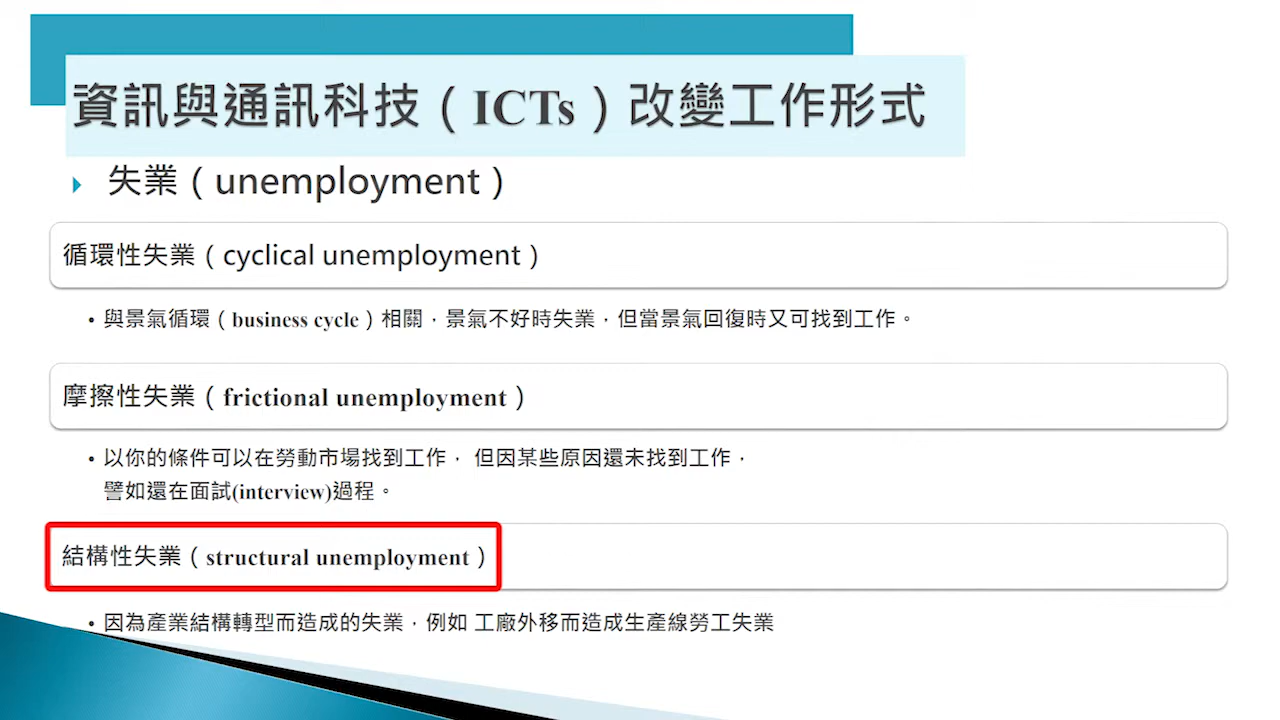 資訊與通訊科技（ICTs）改變工作形式
失業（unemployment）
循環性失業（cyclical unemployment）
• 與景氣循環（business cycle）相關，景氣不好時失業，但當景氣回復時又可找到工作。
摩擦性失業（frictional unemployment）
• 以你的條件可以在勞動市場找到工作， 但因某些原因還未找到工作，
譬如還在面試(interview)過程。
結構性失業（structural unemployment）
• 因為產業結構轉型而造成的失業，例如 工廠外移而造成生產線勞工失業